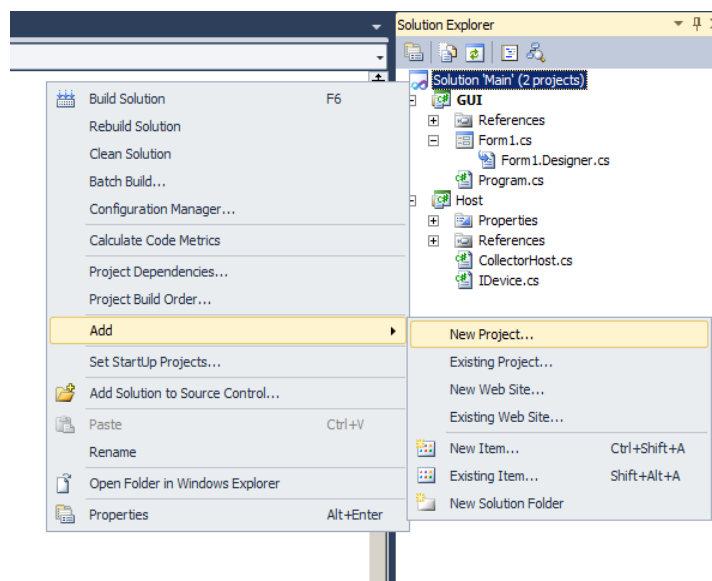 Solution Explorer
Solution 'Main' (2 projects)
GUI
References
Form1.cs
Form1.Designer.cs
Program.cs
Host
Properties
References
CollectorHost.cs
IDevice.cs
Build Solution F6
Rebuild Solution
Clean Solution
Batch Build...
Configuration Manager...
Calculate Code Metrics
Project Dependencies...
Project Build Order...
Add
Set StartUp Projects...
Add Solution to Source Control...
Paste Ctrl+V
Rename
Open Folder in Windows Explorer
Properties Alt+Enter
New Project...
Existing Project...
New Web Site...
Existing Web Site...
New Item... Ctrl+Shift+A
Existing Item... Shift+Alt+A
New Solution Folder